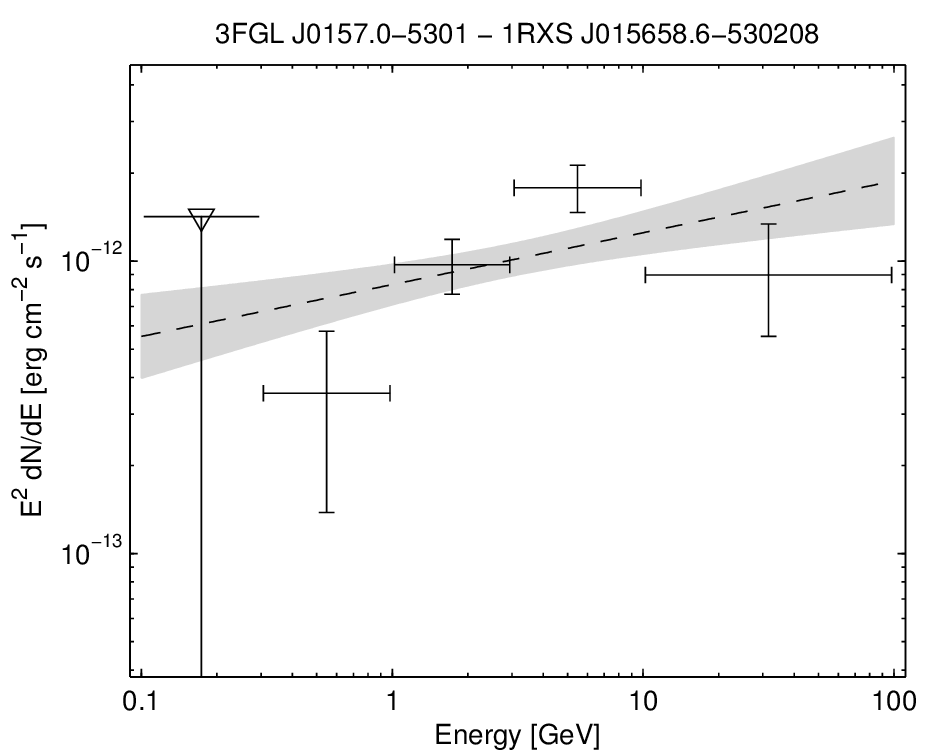 3FGL J0157.0−5301 − 1RXS J015658.6−530208
E² dN/dE [erg cm⁻² s⁻¹]
10⁻¹²
10⁻¹³
0.1 1 10 100
Energy [GeV]